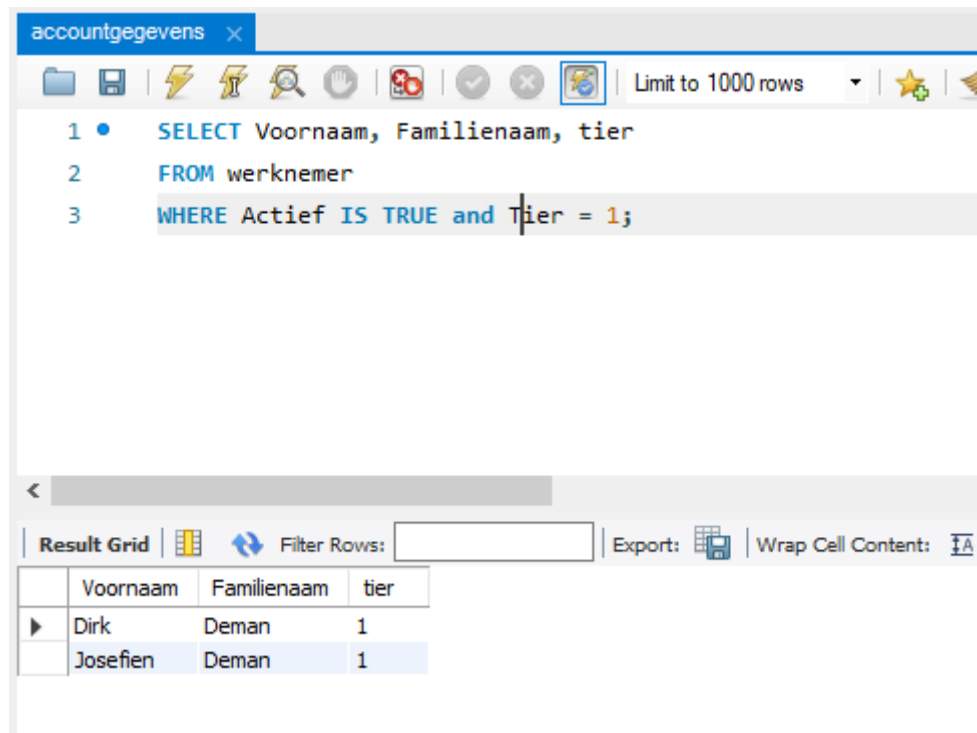 accountgegevens
Limit to 1000 rows
1 SELECT Voornaam, Familienaam, tier
2 FROM werknemer
3 WHERE Actief IS TRUE and Tier = 1;
Result Grid Filter Rows: Export: Wrap Cell Content: IA
Voornaam Familienaam tier
Dirk Deman 1
Josefien Deman 1